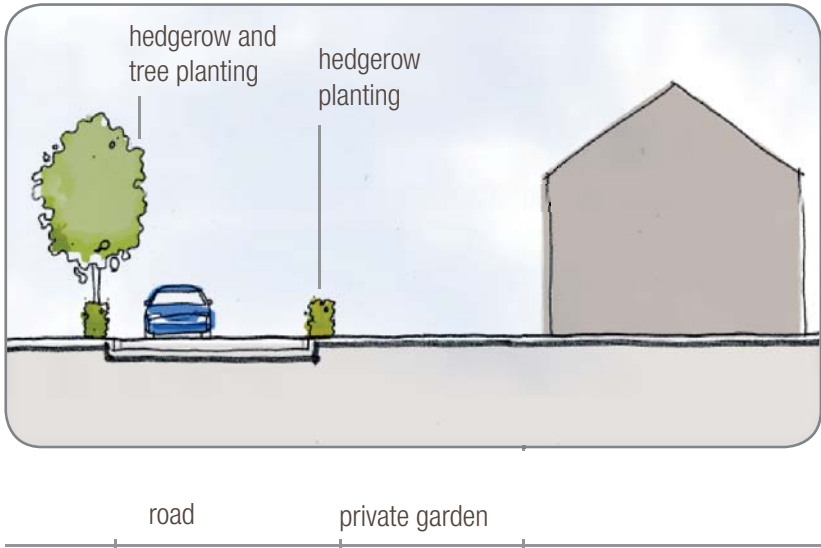 hedgerow and
tree planting
hedgerow
planting
road
private garden